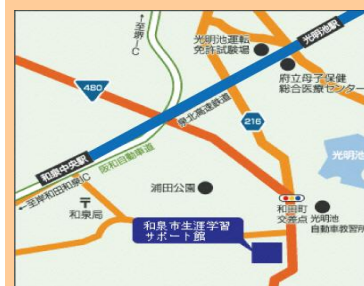 ←至堺IC
光明池運転
免許試験場
光明池駅
府立母子保健
総合医療センター
480
泉北高速鉄道
216
和泉中央駅
阪和自動車道
光明池
←至岸和田和泉IC
浦田公園
〒
和泉局
和田町
交差点
光明池
自動車教習所
和泉市生涯学習
サポート館